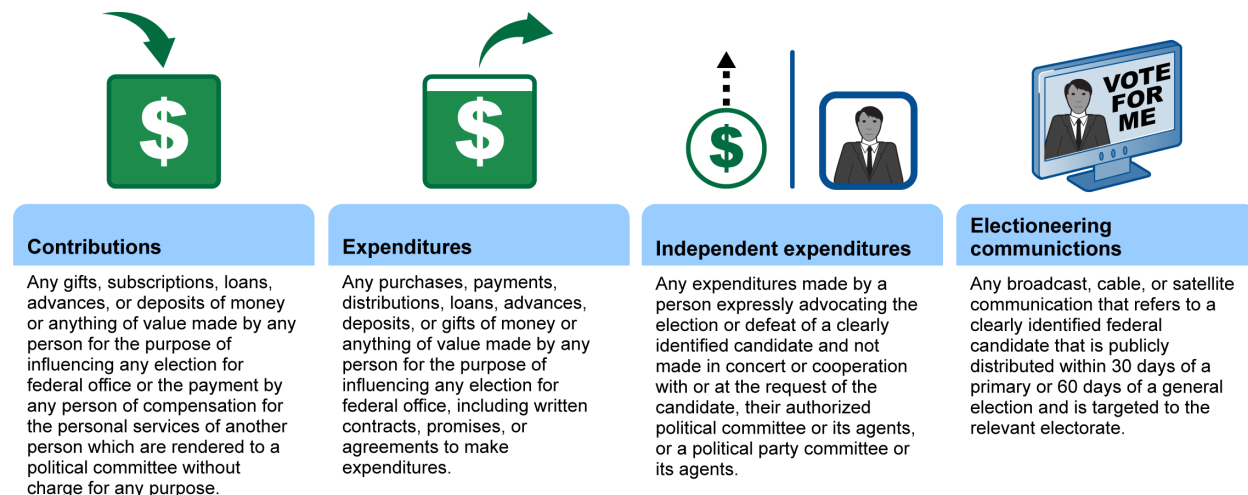 $
$
$
VOTE
FOR
ME
Contributions
Any gifts, subscriptions, loans,
advances, or deposits of money
or anything of value made by any
person for the purpose of
influencing any election for
federal office or the payment by
any person of compensation for
the personal services of another
person which are rendered to a
political committee without
charge for any purpose.
Expenditures
Any purchases, payments,
distributions, loans, advances,
deposits, or gifts of money or
anything of value made by any
person for the purpose of
influencing any election for
federal office, including written
contracts, promises, or
agreements to make
expenditures.
Independent expenditures
Any expenditures made by a
person expressly advocating the
election or defeat of a clearly
identified candidate and not
made in concert or cooperation
with or at the request of the
candidate, their authorized
political committee or its agents,
or a political party committee or
its agents.
Electioneering
communictions
Any broadcast, cable, or satellite
communication that refers to a
clearly identified federal
candidate that is publicly
distributed within 30 days of a
primary or 60 days of a general
election and is targeted to the
relevant electorate.